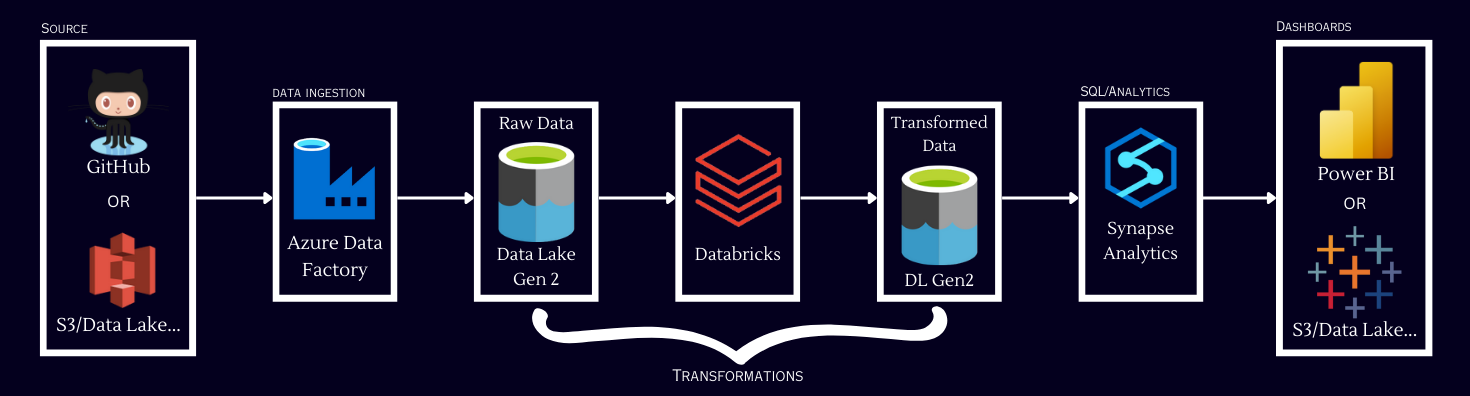 SOURCE
GitHub
OR
S3/Data Lake...
DATA INGESTION
Azure Data
Factory
Raw Data
Data Lake
Gen 2
Databricks
Transformed
Data
DL Gen2
TRANSFORMATIONS
SQL/ANALYTICS
Synapse
Analytics
DASHBOARDS
Power BI
OR
S3/Data Lake...